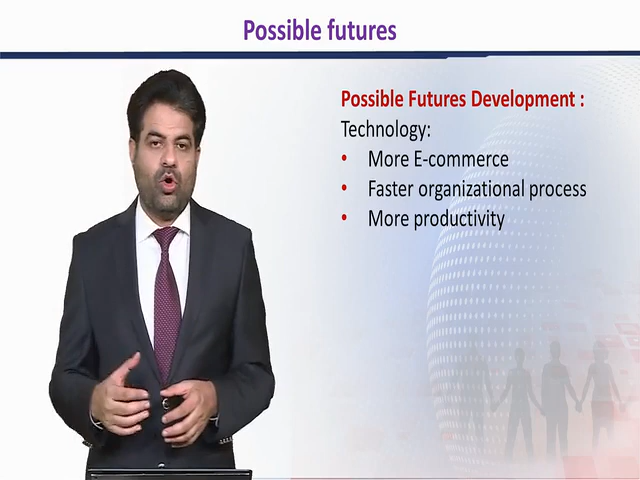 Possible futures
Possible Futures Development :
Technology:
• More E-commerce
• Faster organizational process
• More productivity